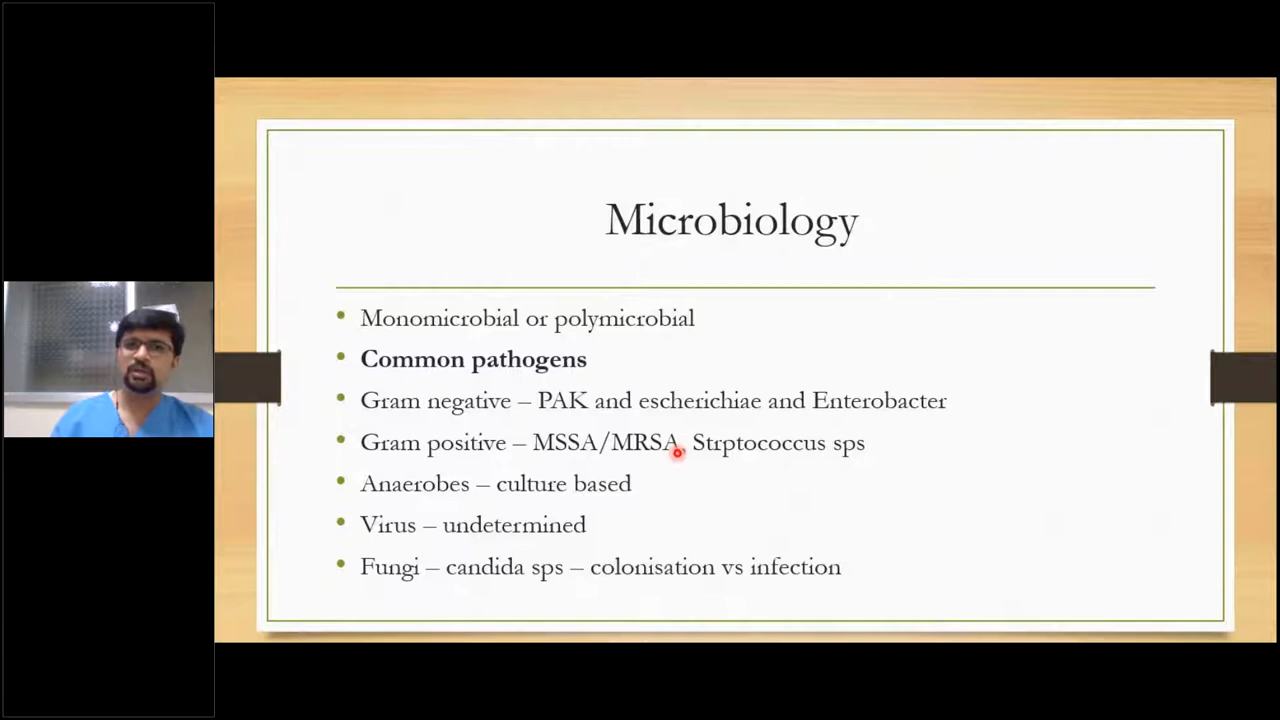 Microbiology
Monomicrobial or polymicrobial
Common pathogens
Gram negative – PAK and escherichiae and Enterobacter
Gram positive – MSSA/MRSA, Strptococcus sps
Anaerobes – culture based
Virus – undetermined
Fungi – candida sps – colonisation vs infection